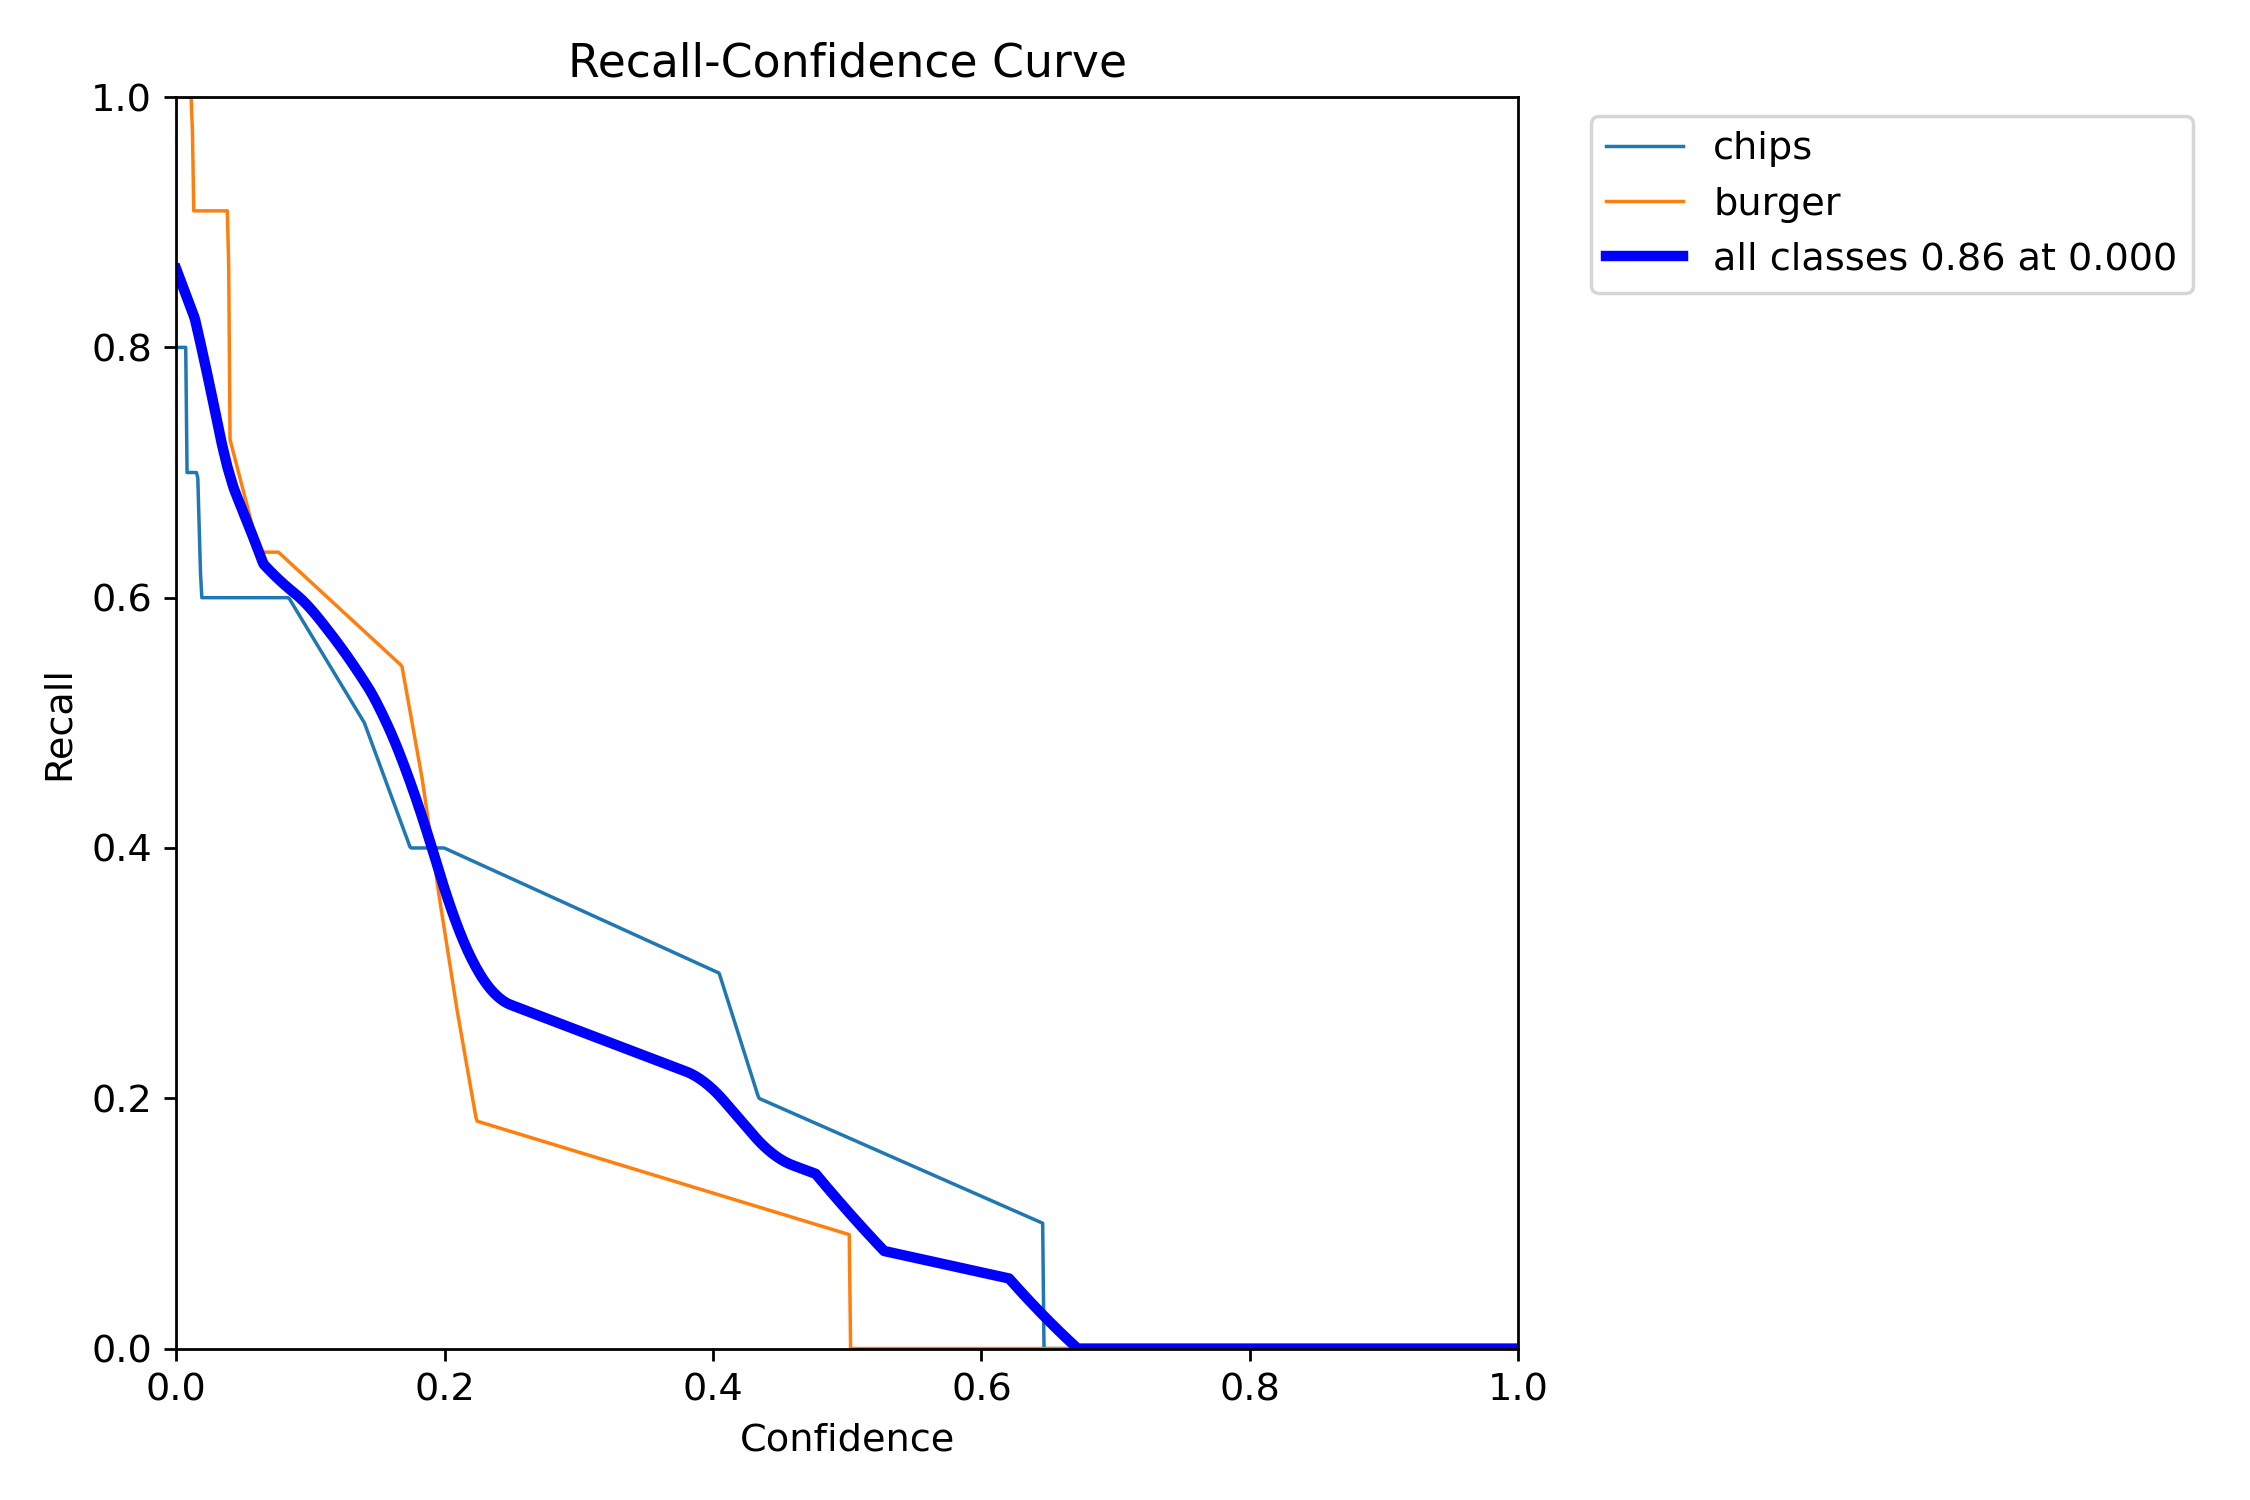 Recall-Confidence Curve
1.0
0.8
0.6
0.4
0.2
0.0
Recall
0.0 0.2 0.4 0.6 0.8 1.0
Confidence
chips
burger
all classes 0.86 at 0.000